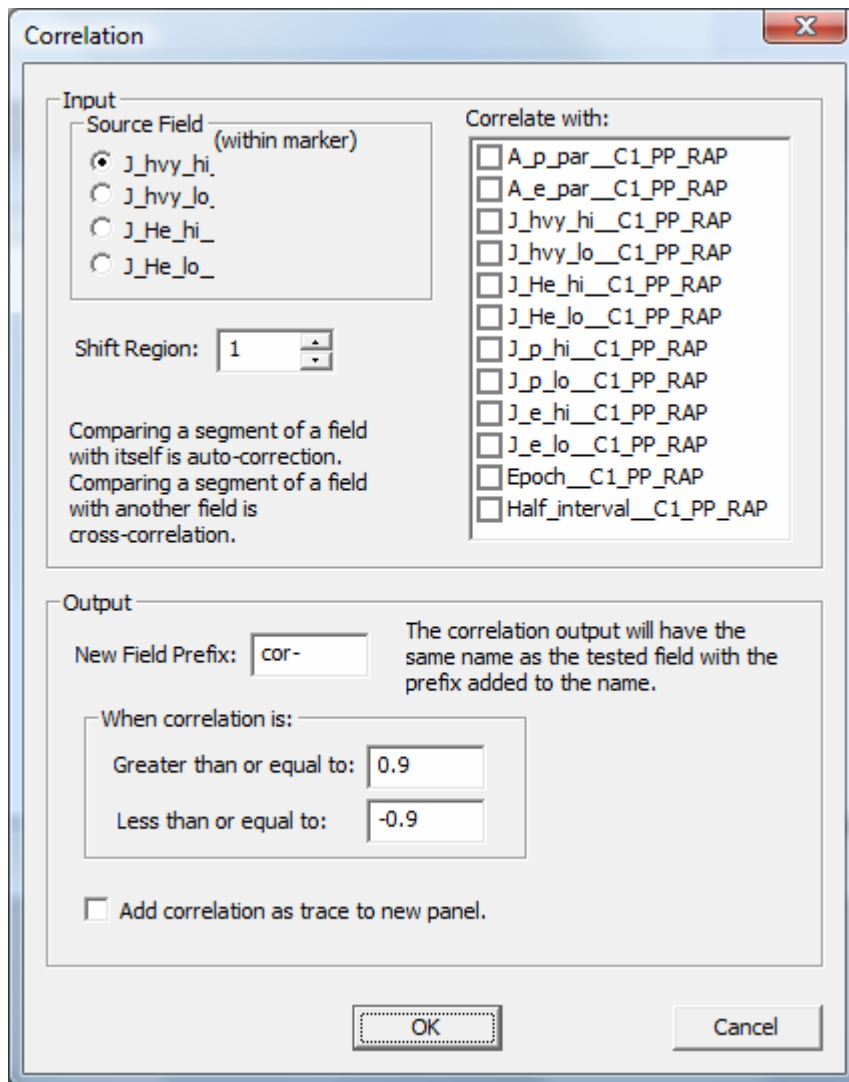 Correlation
Input
Source Field
(within marker)
J_hvy_hi_
J_hvy_lo_
J_He_hi_
J_He_lo_
Shift Region: 1
Comparing a segment of a field
with itself is auto-correction.
Comparing a segment of a field
with another field is
cross-correlation.
Correlate with:
A_p_par__C1_PP_RAP
A_e_par__C1_PP_RAP
J_hvy_hi__C1_PP_RAP
J_hvy_lo__C1_PP_RAP
J_He_hi__C1_PP_RAP
J_He_lo__C1_PP_RAP
J_p_hi__C1_PP_RAP
J_p_lo__C1_PP_RAP
J_e_hi__C1_PP_RAP
J_e_lo__C1_PP_RAP
Epoch__C1_PP_RAP
Half_interval__C1_PP_RAP
Output
New Field Prefix: cor-
The correlation output will have the
same name as the tested field with the
prefix added to the name.
When correlation is:
Greater than or equal to: 0.9
Less than or equal to: -0.9
Add correlation as trace to new panel.
OK
Cancel